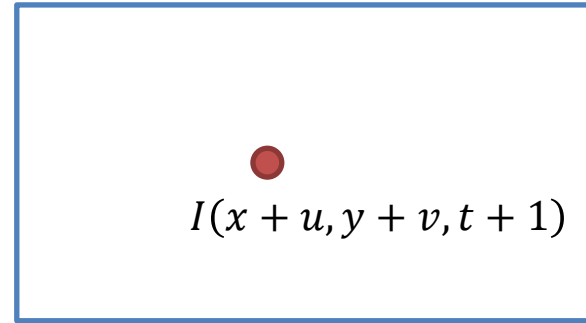 I(x + u, y + v, t + 1)